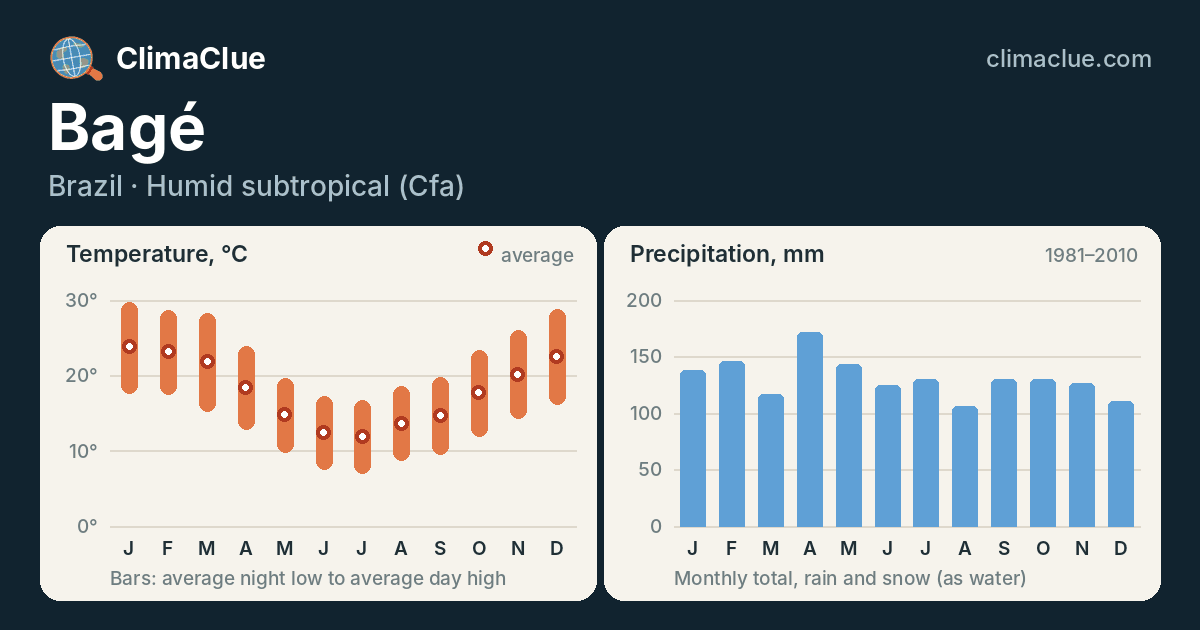 ClimaClue
climaclue.com
Bagé
Brazil · Humid subtropical (Cfa)
Temperature, °C
average
30°
20°
10°
0°
J F M A M J J A S O N D
Bars: average night low to average day high
Precipitation, mm
1981–2010
200
150
100
50
0
J F M A M J J A S O N D
Monthly total, rain and snow (as water)